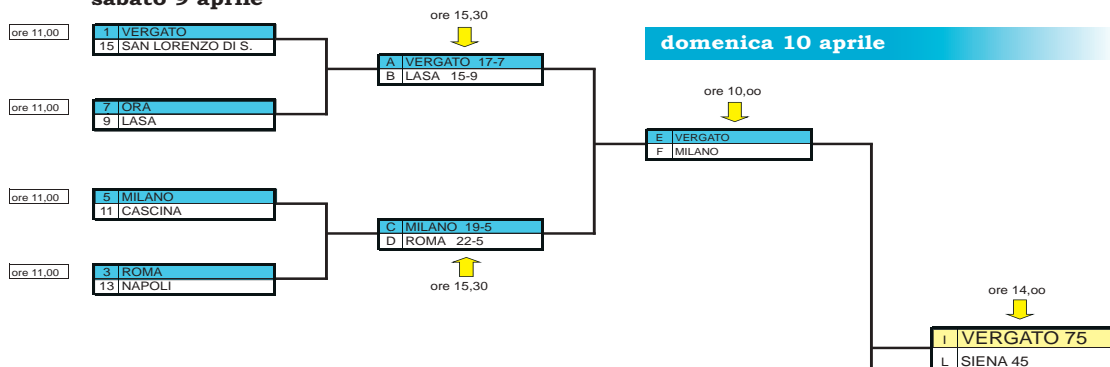 sabato 9 aprile
ore 11,00
1 VERGATO
15 SAN LORENZO DI S.
ore 11,00
7 ORA
9 LASA
ore 11,00
5 MILANO
11 CASCINA
ore 11,00
3 ROMA
13 NAPOLI
ore 15,30
A VERGATO 17-7
B LASA 15-9
C MILANO 19-5
D ROMA 22-5
ore 15,30
domenica 10 aprile
ore 10,oo
E VERGATO
F MILANO
ore 14,oo
I VERGATO 75
L SIENA 45